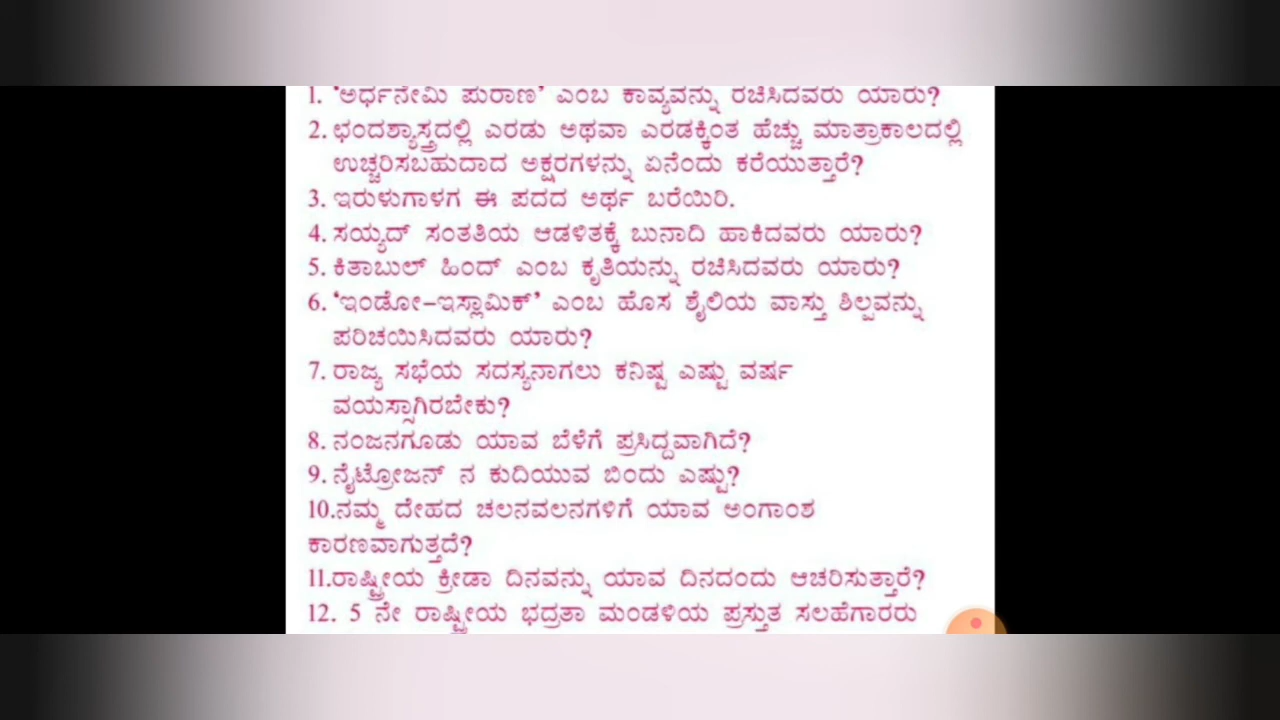 1. 'ಅರ್ಧನೇಮಿ ಪುರಾಣ' ಎಂಬ ಕಾವ್ಯವನ್ನು ರಚಿಸಿದವರು ಯಾರು?
2. ಛಂದಶ್ಯಾಸ್ತ್ರದಲ್ಲಿ ಎರಡು ಅಥವಾ ಎರಡಕ್ಕಿಂತ ಹೆಚ್ಚು ಮಾತ್ರಾಕಾಲದಲ್ಲಿ
ಉಚ್ಚರಿಸಬಹುದಾದ ಅಕ್ಷರಗಳನ್ನು ಏನೆಂದು ಕರೆಯುತ್ತಾರೆ?
3. ಇರುಳುಗಾಳಗ ಈ ಪದದ ಅರ್ಥ ಬರೆಯಿರಿ.
4. ಸಯ್ಯದ್ ಸಂತತಿಯ ಆಡಳಿತಕ್ಕೆ ಬುನಾದಿ ಹಾಕಿದವರು ಯಾರು?
5. ಕಿತಾಬುಲ್ ಹಿಂದ್ ಎಂಬ ಕೃತಿಯನ್ನು ರಚಿಸಿದವರು ಯಾರು?
6. 'ಇಂಡೋ-ಇಸ್ಲಾಮಿಕ್' ಎಂಬ ಹೊಸ ಶೈಲಿಯ ವಾಸ್ತು ಶಿಲ್ಪವನ್ನು
ಪರಿಚಯಿಸಿದವರು ಯಾರು?
7. ರಾಜ್ಯ ಸಭೆಯ ಸದಸ್ಯನಾಗಲು ಕನಿಷ್ಟ ಎಷ್ಟು ವರ್ಷ
ವಯಸ್ಸಾಗಿರಬೇಕು?
8. ನಂಜನಗೂಡು ಯಾವ ಬೆಳೆಗೆ ಪ್ರಸಿದ್ದವಾಗಿದೆ?
9. ನೈಟ್ರೋಜನ್ ನ ಕುದಿಯುವ ಬಿಂದು ಎಷ್ಟು?
10.ನಮ್ಮ ದೇಹದ ಚಲನವಲನಗಳಿಗೆ ಯಾವ ಅಂಗಾಂಶ
ಕಾರಣವಾಗುತ್ತದೆ?
11.ರಾಷ್ಟ್ರೀಯ ಕ್ರೀಡಾ ದಿನವನ್ನು ಯಾವ ದಿನದಂದು ಆಚರಿಸುತ್ತಾರೆ?
12. 5 ನೇ ರಾಷ್ಟ್ರೀಯ ಭದ್ರತಾ ಮಂಡಳಿಯ ಪ್ರಸ್ತುತ ಸಲಹೆಗಾರರು